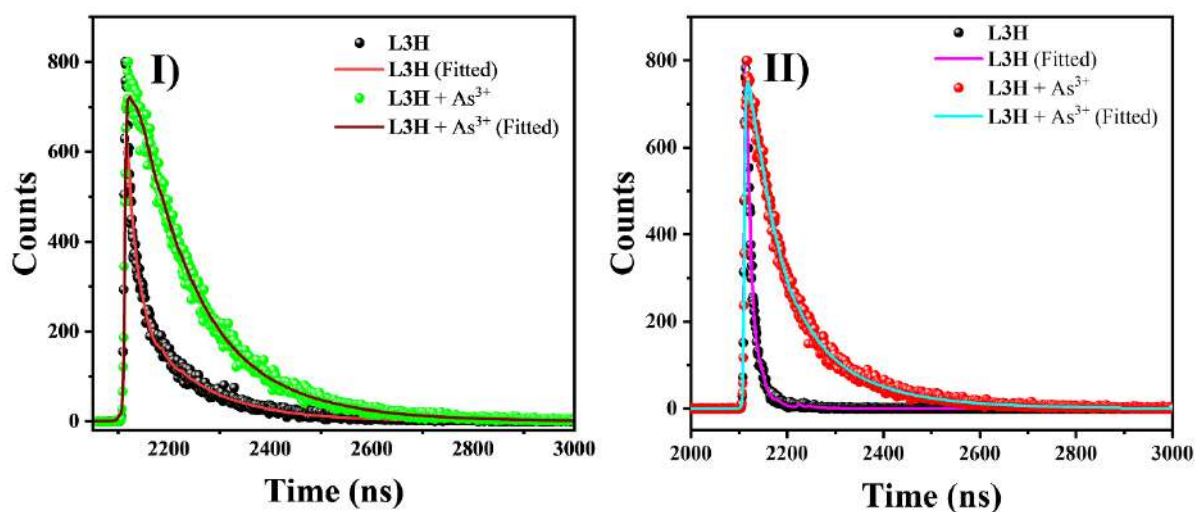 I)
L3H
L3H (Fitted)
L3H + As³⁺
L3H + As³⁺ (Fitted)
800
600
400
200
0
Counts
2200
2400
2600
2800
3000
Time (ns)
II)
L3H
L3H (Fitted)
L3H + As³⁺
L3H + As³⁺ (Fitted)
800
600
400
200
0
Counts
2000
2200
2400
2600
2800
3000
Time (ns)